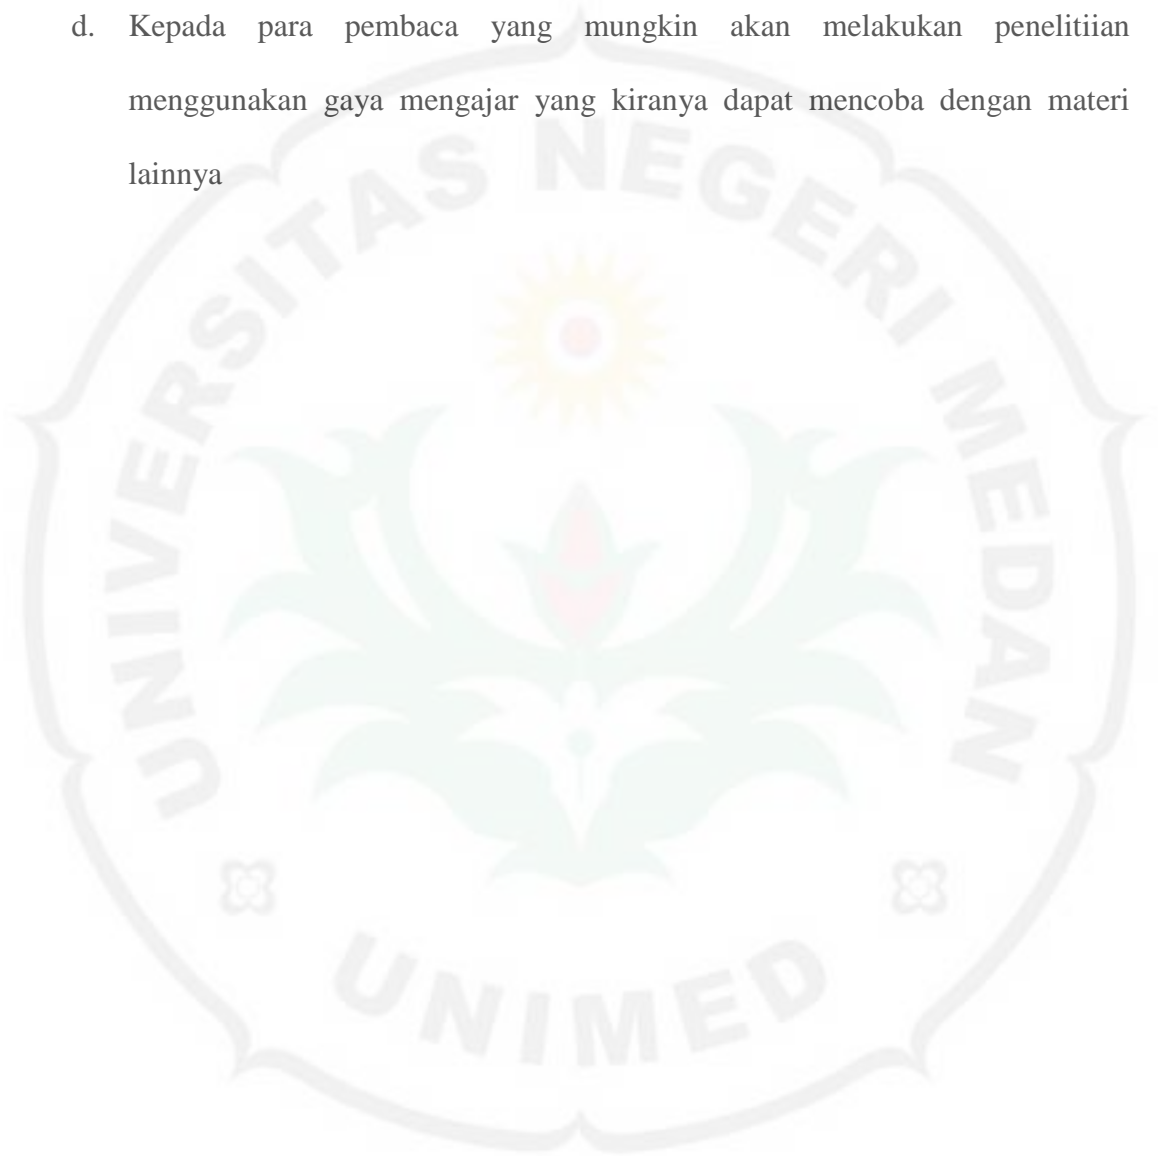 d. Kepada para pembaca yang mungkin akan melakukan penelitiian
menggunakan gaya mengajar yang kiranya dapat mencoba dengan materi
lainnya
UNIVERSITAS NEGERI MEDAN
UNIMED